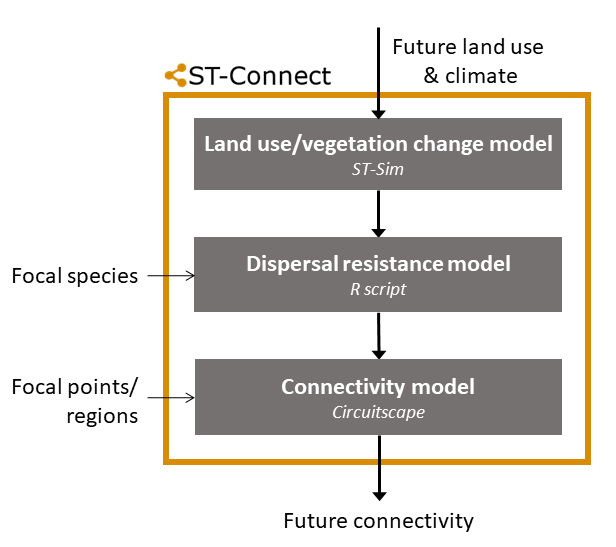 Future land use
& climate
ST-Connect
Land use/vegetation change model
ST-Sim
Dispersal resistance model
R script
Focal species
Connectivity model
Circuitscape
Focal points/
regions
Future connectivity